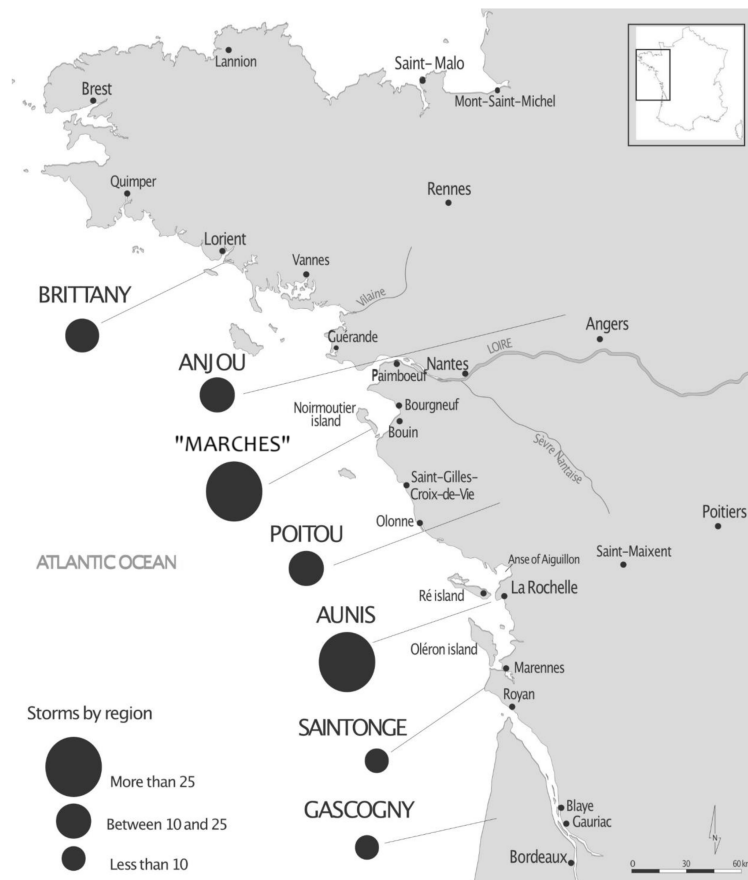 Lannion
Saint-Malo
Brest
Mont-Saint-Michel
Quimper
Rennes
Lorient
Vannes
BRITTANY
Vilaine
Guérande
Angers
ANJOU
LOIRE
Nantes
Paimboeuf
Noirmoutier
island
Bourgneuf
Bouin
"MARCHES"
Sèvre Nantaise
Saint-Gilles-
Croix-de-Vie
Poitiers
Olonne
POITOU
ATLANTIC OCEAN
Anse of Aiguillon
Saint-Maixent
Ré island
La Rochelle
AUNIS
Oléron island
Marennes
Royan
Storms by region
SAINTONGE
More than 25
GASCOGNY
Between 10 and 25
Blaye
Gauriac
Less than 10
Bordeaux
N
0 30 60 km